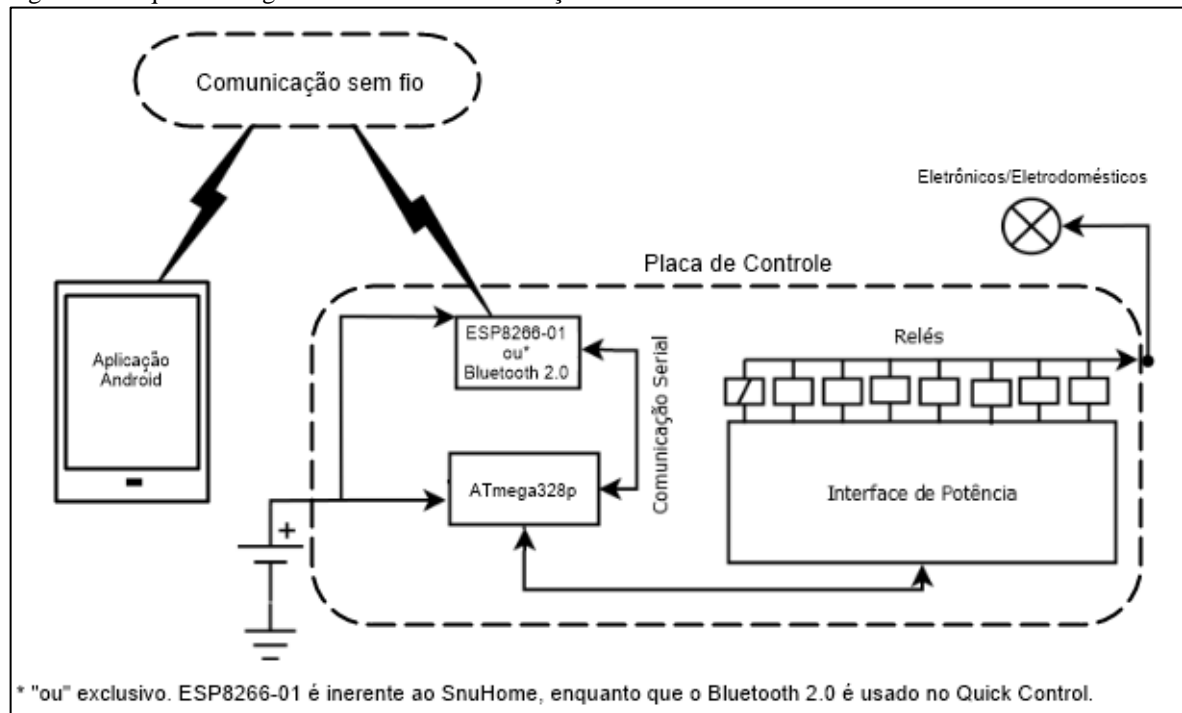 Comunicação sem fio
Eletrônicos/Eletrodomésticos
Placa de Controle
ESP8266-01
ou*
Bluetooth 2.0
Relés
Aplicação
Android
Comunicação Serial
ATmega328p
Interface de Potência
+
* "ou" exclusivo. ESP8266-01 é inerente ao SnuHome, enquanto que o Bluetooth 2.0 é usado no Quick Control.